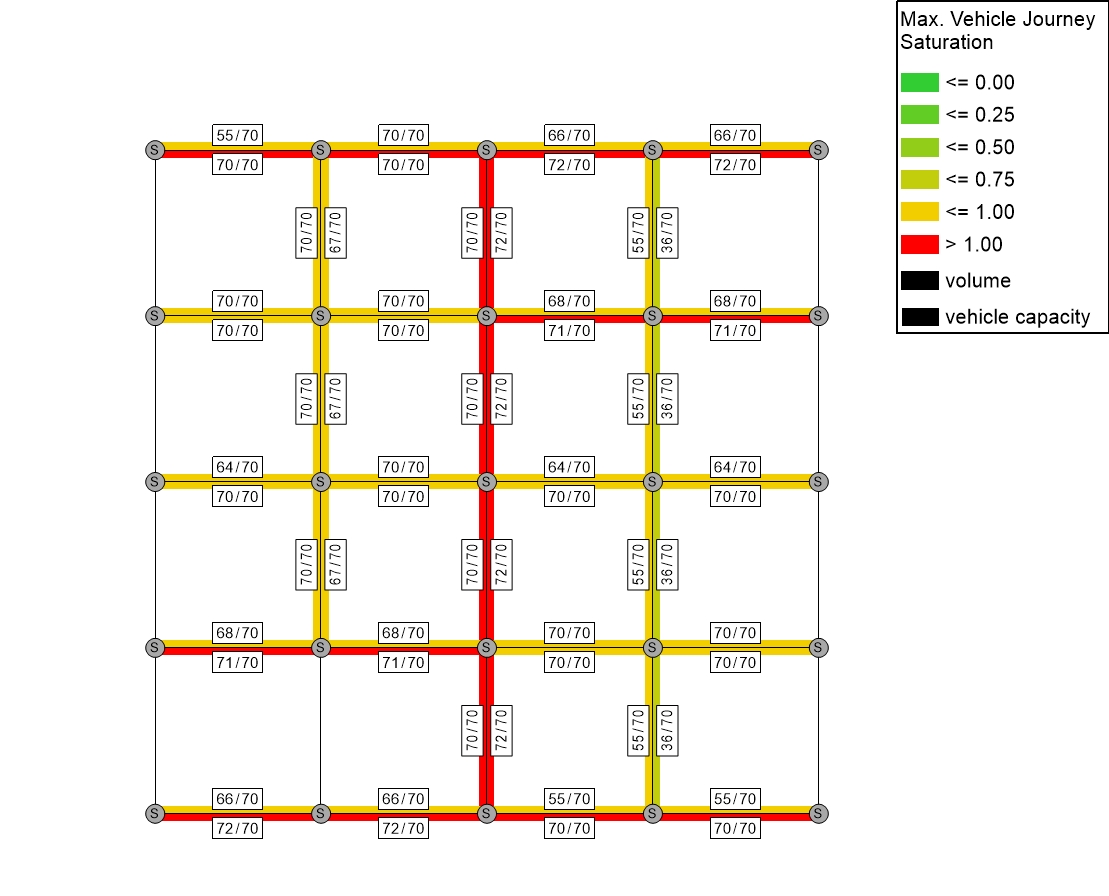 Max. Vehicle Journey
Saturation
<= 0.00
<= 0.25
<= 0.50
<= 0.75
<= 1.00
> 1.00
volume
vehicle capacity
55/70 70/70 66/70 66/70
S S S S S
70/70 70/70 72/70 72/70
70/70 67/70 70/70 72/70 55/70 36/70
70/70 70/70 68/70 68/70
S S S S S
70/70 70/70 71/70 71/70
70/70 67/70 70/70 72/70 55/70 36/70
64/70 70/70 64/70 64/70
S S S S S
70/70 70/70 70/70 70/70
70/70 67/70 70/70 72/70 55/70 36/70
68/70 68/70 70/70 70/70
S S S S S
71/70 71/70 70/70 70/70
70/70 72/70 55/70 36/70
66/70 66/70 55/70 55/70
S S S S S
72/70 72/70 70/70 70/70